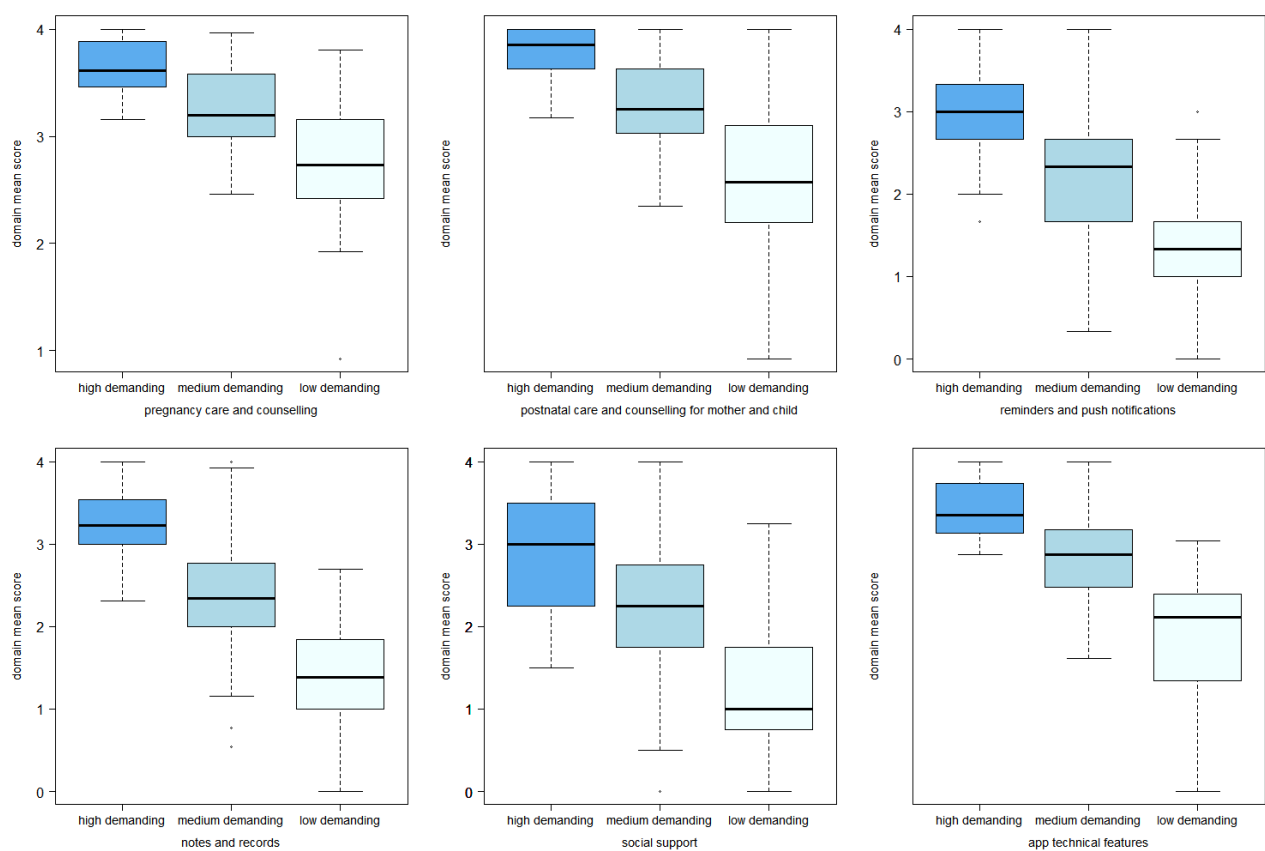 4
3
2
1
domain mean score
high demanding medium demanding low demanding
pregnancy care and counselling
domain mean score
high demanding medium demanding low demanding
postnatal care and counselling for mother and child
4
3
2
1
0
domain mean score
high demanding medium demanding low demanding
reminders and push notifications
4
3
2
1
0
domain mean score
high demanding medium demanding low demanding
notes and records
4
3
2
1
0
domain mean score
high demanding medium demanding low demanding
social support
domain mean score
high demanding medium demanding low demanding
app technical features